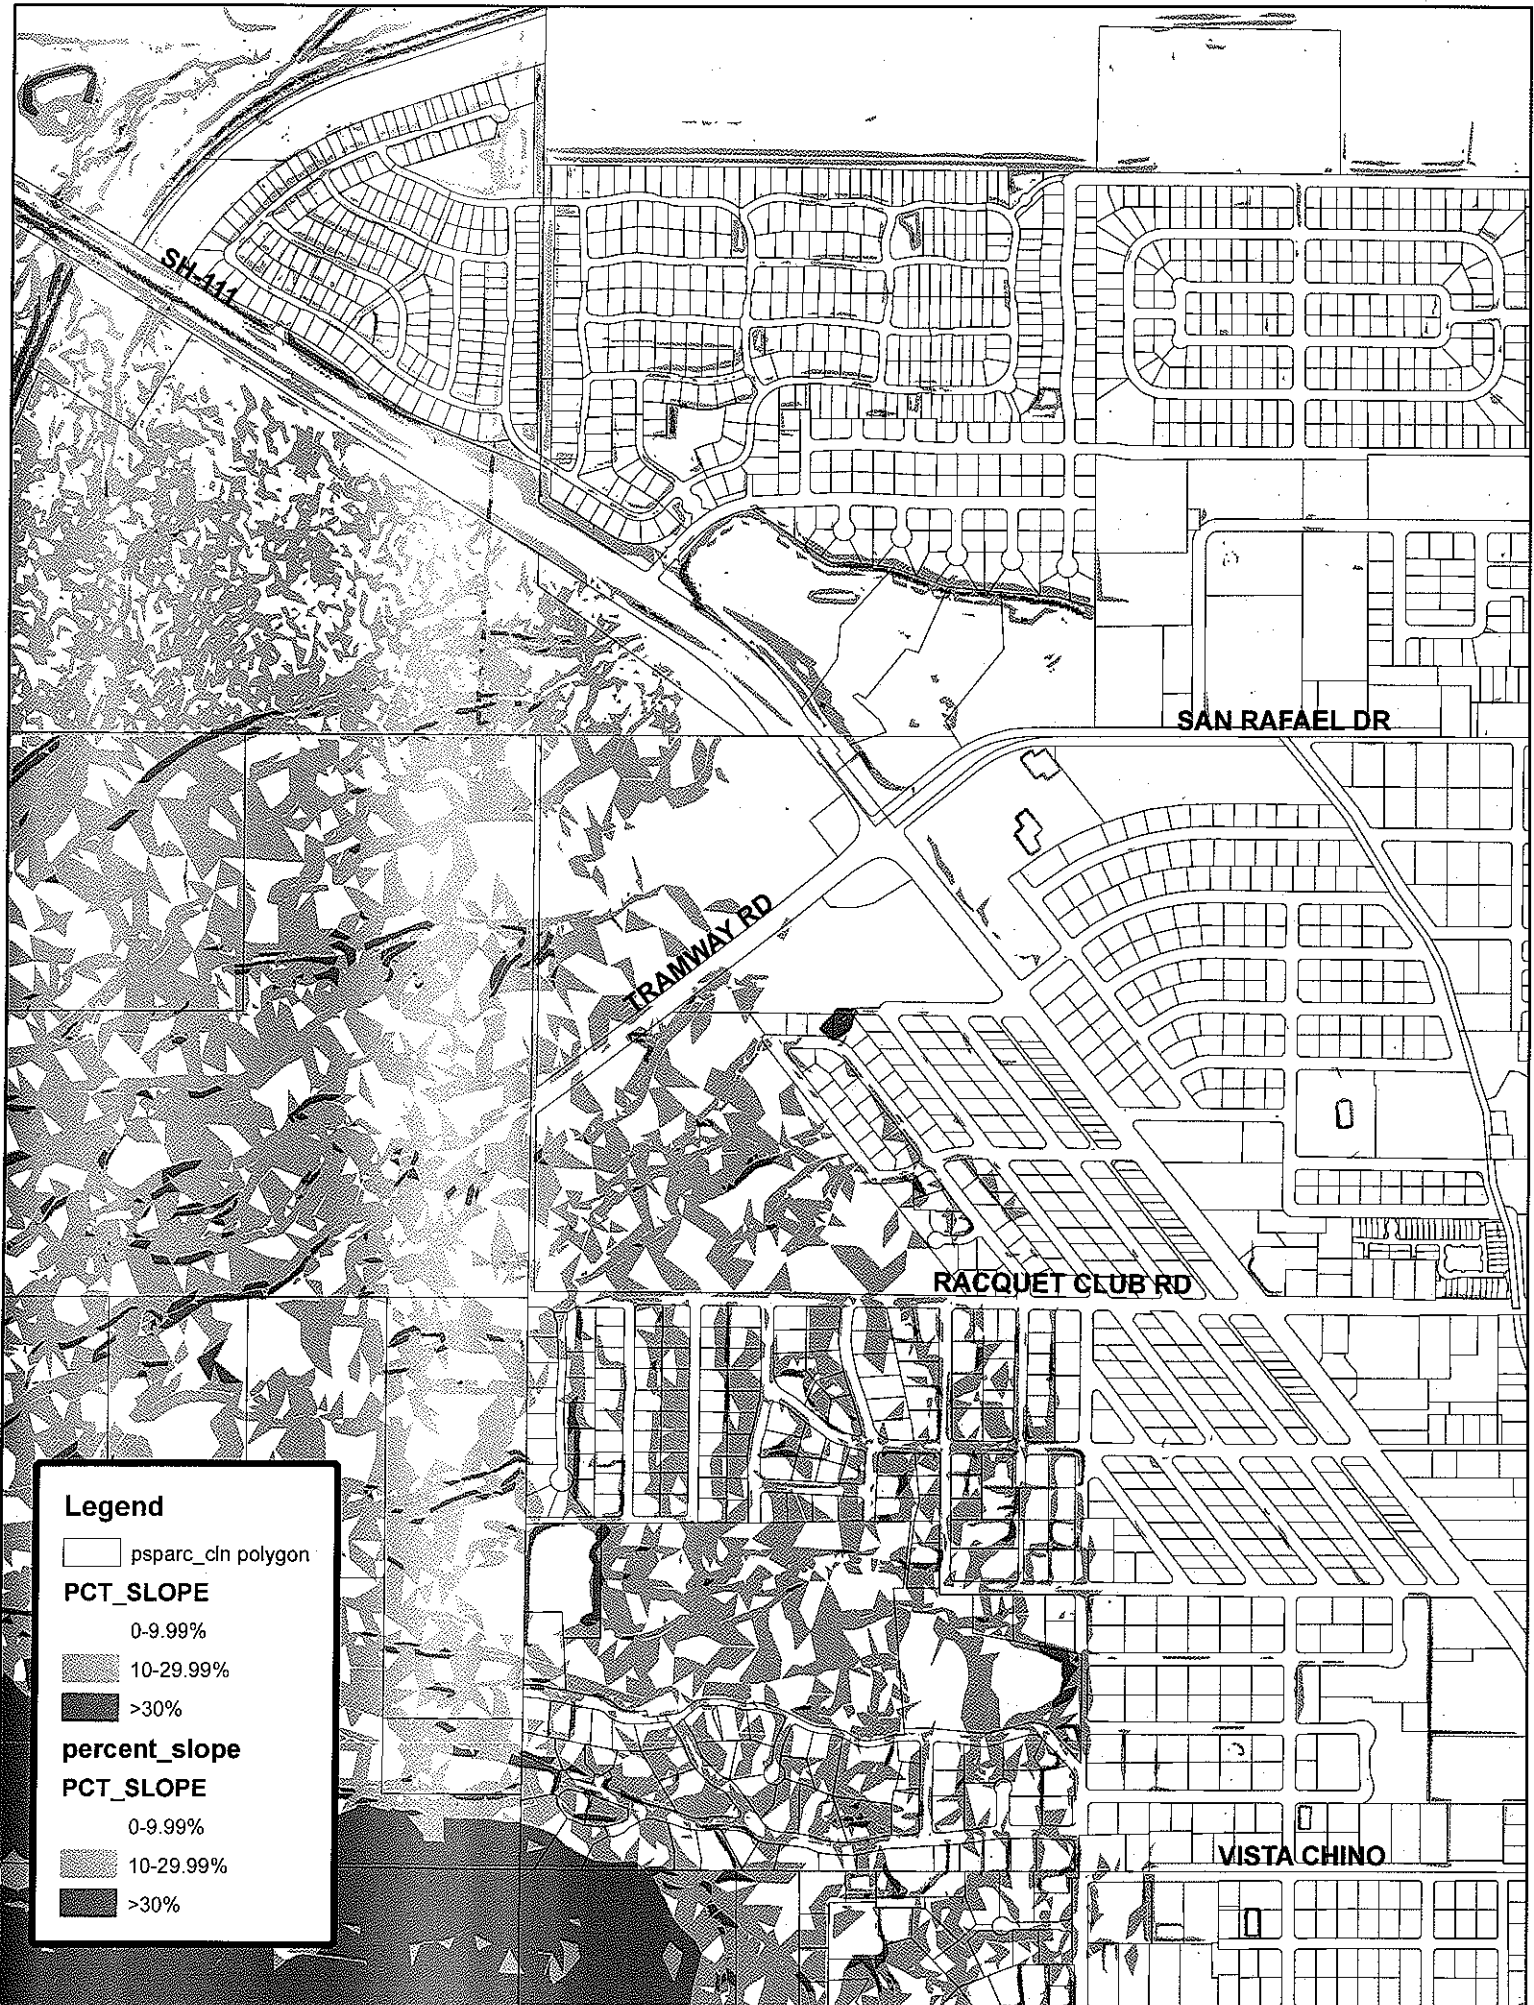 SH-111
SAN RAFAEL DR
TRAMWAY RD
RACQUET CLUB RD
VISTA CHINO
Legend
psparc_cln polygon
PCT_SLOPE
0-9.99%
10-29.99%
>30%
percent_slope
PCT_SLOPE
0-9.99%
10-29.99%
>30%